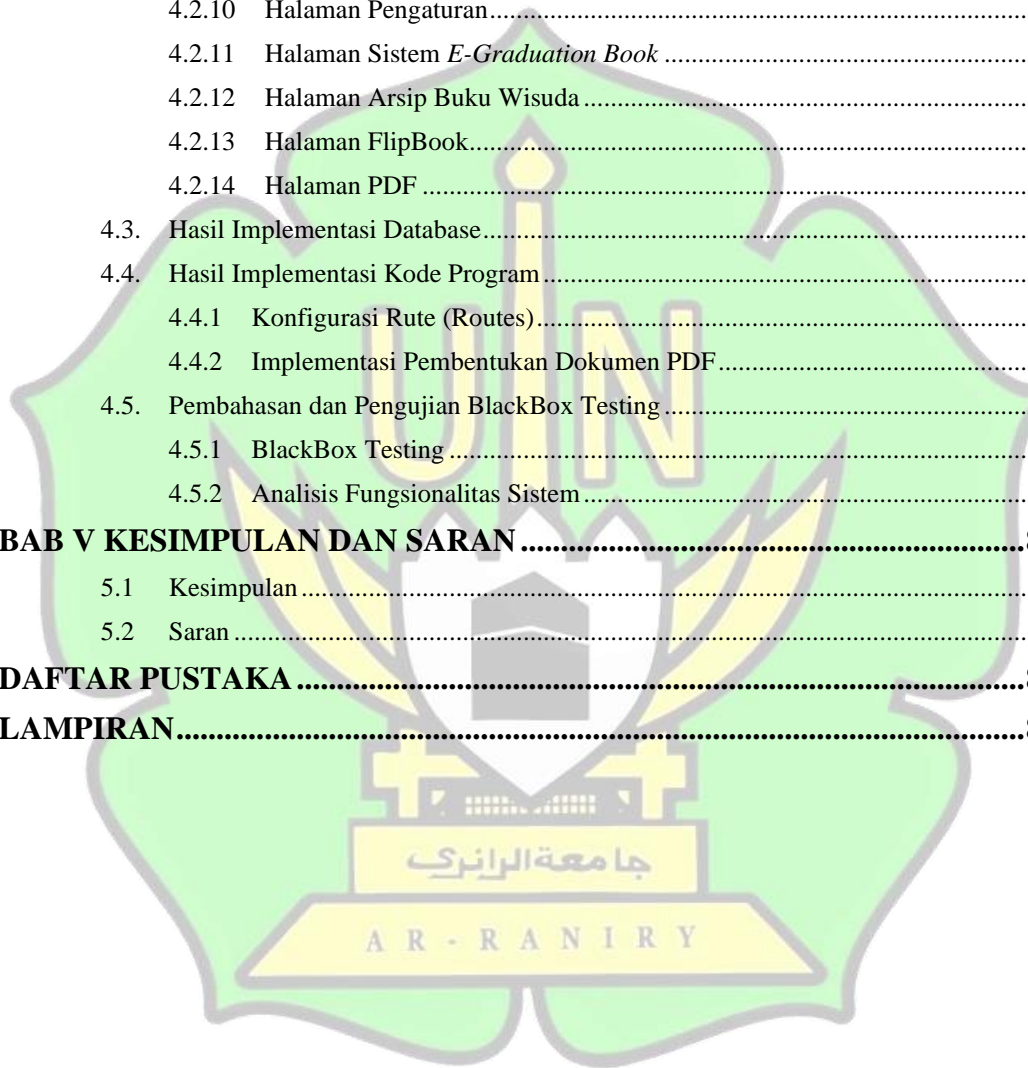 4.2.10 Halaman Pengaturan
4.2.11 Halaman Sistem E-Graduation Book
4.2.12 Halaman Arsip Buku Wisuda
4.2.13 Halaman FlipBook
4.2.14 Halaman PDF
4.3. Hasil Implementasi Database
4.4. Hasil Implementasi Kode Program
4.4.1 Konfigurasi Rute (Routes)
4.4.2 Implementasi Pembentukan Dokumen PDF
4.5. Pembahasan dan Pengujian BlackBox Testing
4.5.1 BlackBox Testing
4.5.2 Analisis Fungsionalitas Sistem
BAB V KESIMPULAN DAN SARAN
5.1 Kesimpulan
5.2 Saran
DAFTAR PUSTAKA
LAMPIRAN
UIN
جامعة الرانري
AR-RANIRY